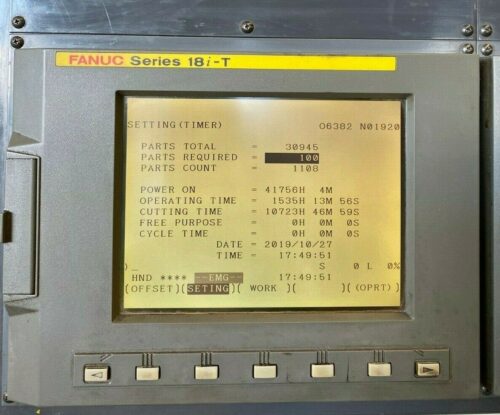 FANUC Series 18i-T
SETTING(TIMER) O6382 N01920
PARTS TOTAL = 30945
PARTS REQUIRED = 100
PARTS COUNT = 1108
POWER ON = 41756H 4M
OPERATING TIME = 1535H 13M 56S
CUTTING TIME = 10723H 46M 59S
FREE PURPOSE = 0H 0M 0S
CYCLE TIME = 0H 0M 0S
DATE = 2019/10/27
TIME = 17:49:51
)_ S 0 L 0%
HND **** --EMG-- 17:49:51
(OFFSET)(SETING)( WORK )( )(OPRT)